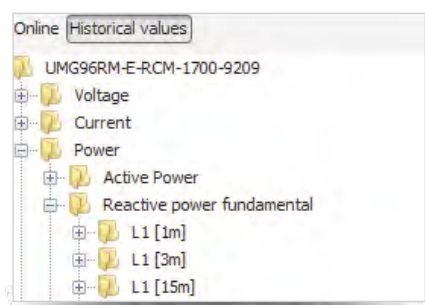 Online Historical values
UMG96RM-E-RCM-1700-9209
Voltage
Current
Power
Active Power
Reactive power fundamental
L1 [1m]
L1 [3m]
L1 [15m]